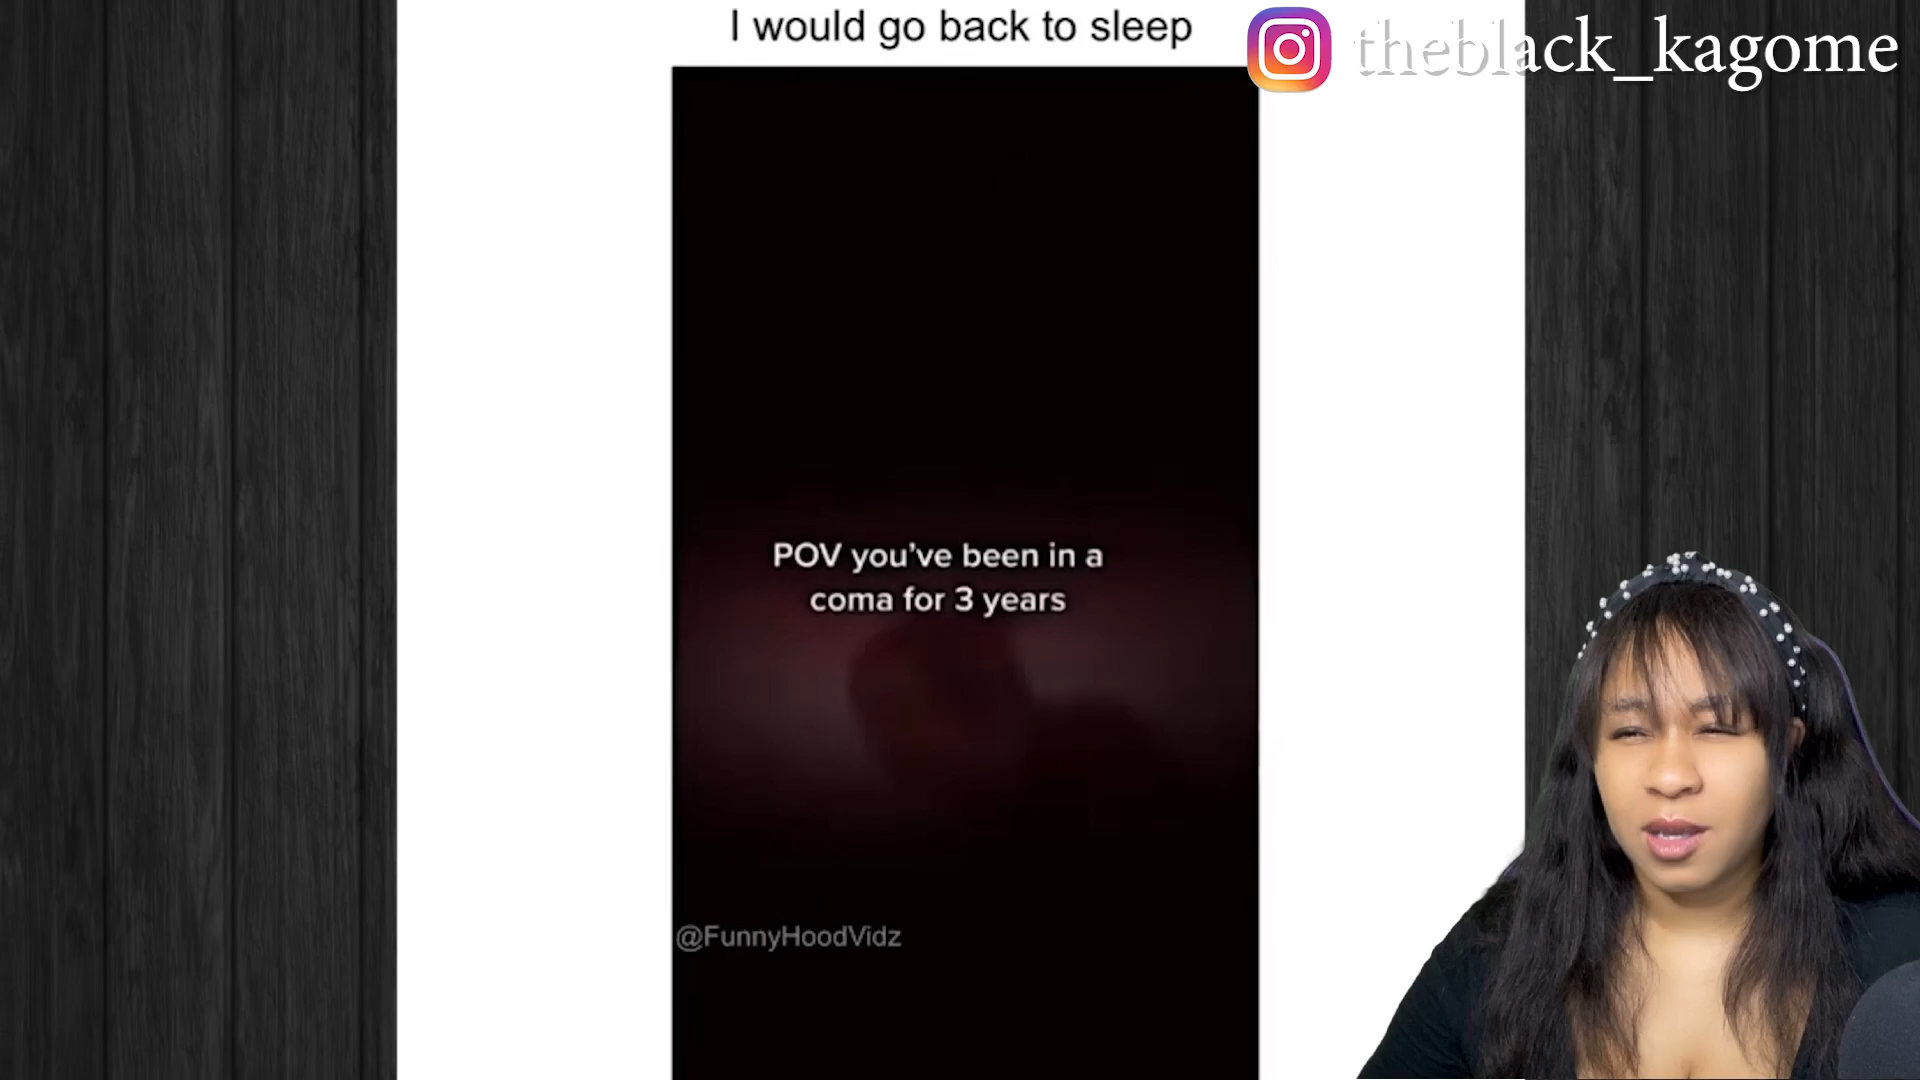 I would go back to sleep
theblack_kagome
POV you've been in a
coma for 3 years
@FunnyHoodVidz